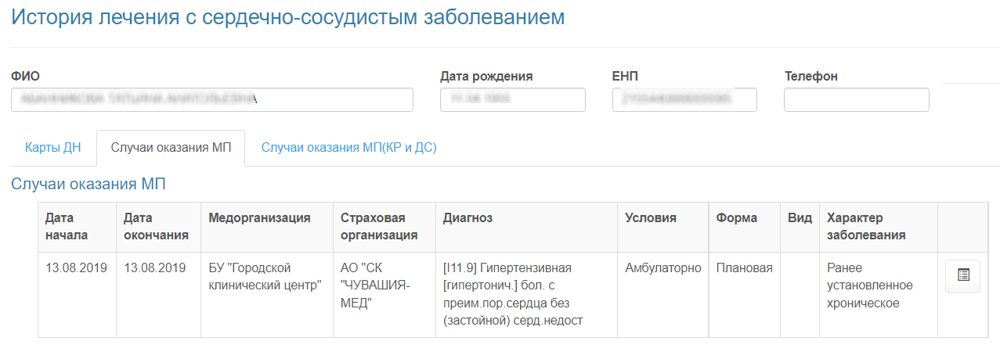 История лечения с сердечно-сосудистым заболеванием
ФИО Дата рождения ЕНП Телефон
Карты ДН Случаи оказания МП Случаи оказания МП(КР и ДС)
Случаи оказания МП
Дата начала Дата окончания Медорганизация Страховая организация Диагноз Условия Форма Вид Характер заболевания
13.08.2019 13.08.2019 БУ "Городской АО "СК [I11.9] Гипертензивная Амбулаторно Плановая Ранее
клинический центр" "ЧУВАШИЯ- [гипертонич.] бол. с установленное
МЕД" преим.пор.сердца без хроническое
(застойной) серд.недост